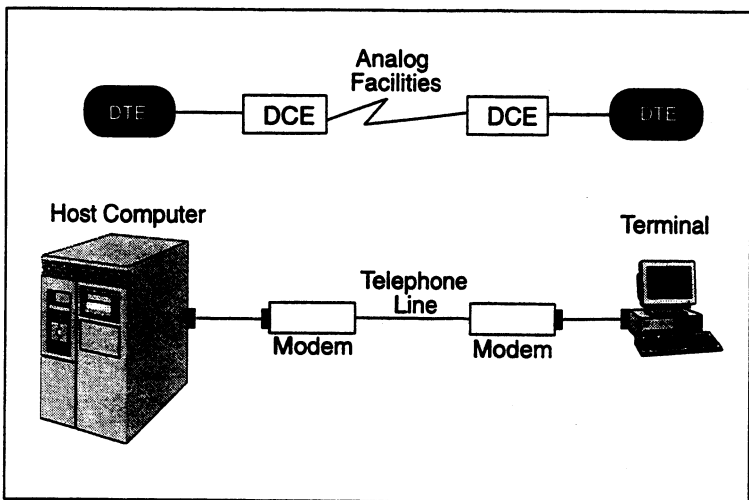 Analog
Facilities
DTE
DCE
DCE
DTE
Host Computer
Terminal
Telephone
Line
Modem
Modem